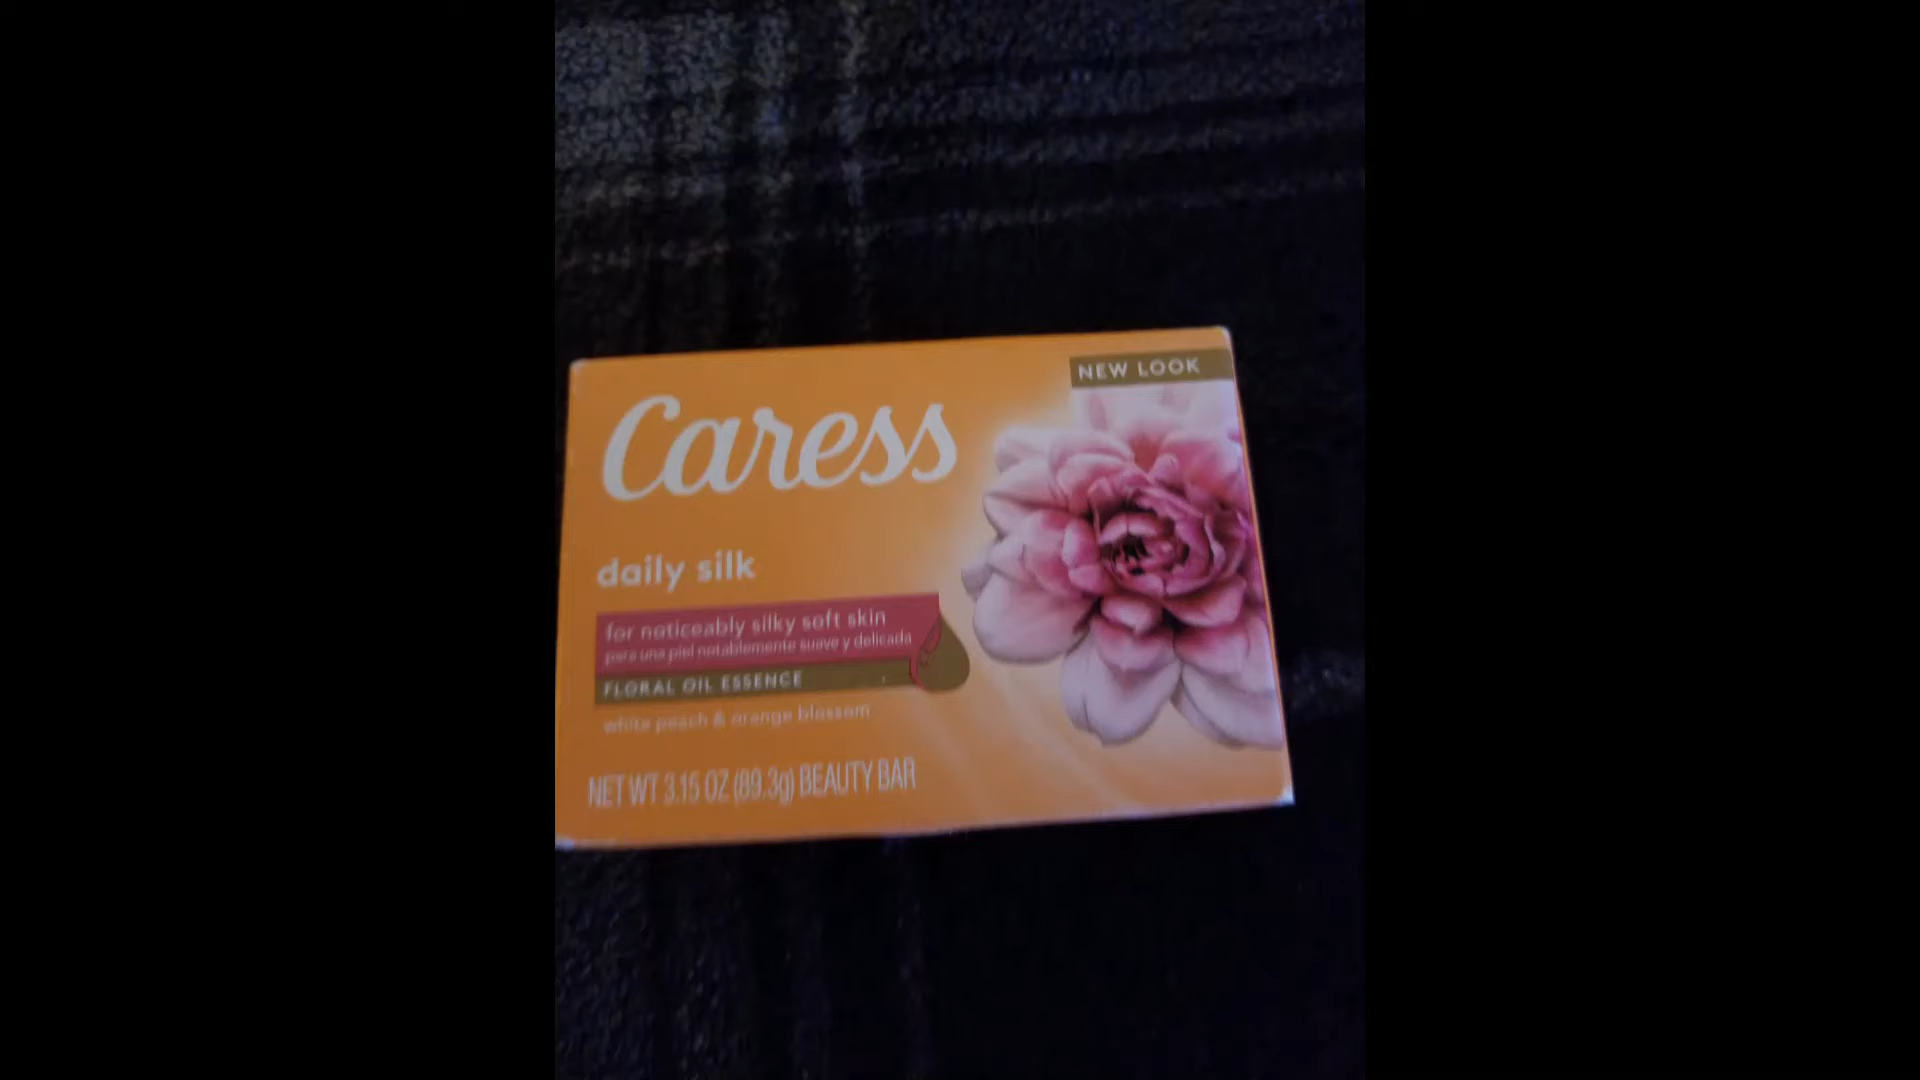 NEW LOOK
Caress
daily silk
for noticeably silky soft skin
para una piel notablemente suave y delicada
FLORAL OIL ESSENCE
white peach & orange blossom
NET WT 3.15 OZ (89.3g) BEAUTY BAR